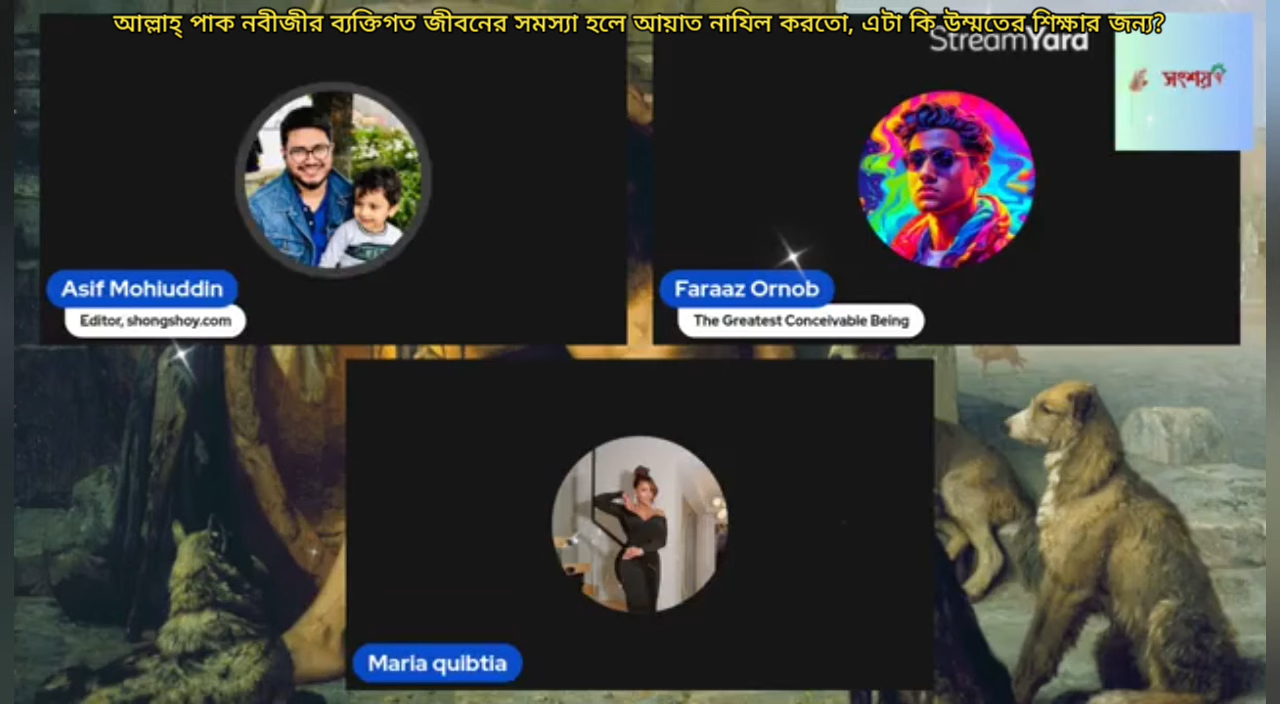 আল্লাহ্ পাক নবীজীর ব্যক্তিগত জীবনের সমস্যা হলে আয়াত নাযিল করতো, এটা কি উম্মতের শিক্ষার জন্য?
StreamYard
সংশয়
Asif Mohiuddin
Editor, shongshoy.com
Faraaz Ornob
The Greatest Conceivable Being
Maria quibtia